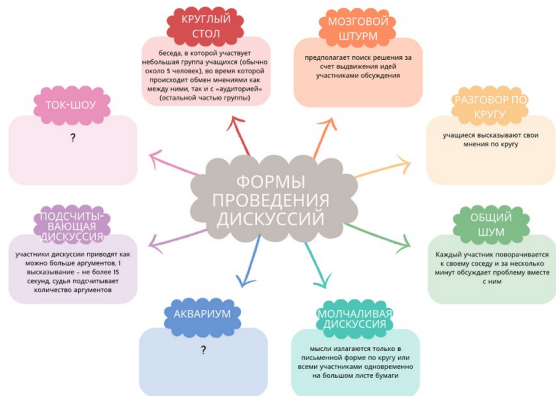 КРУГЛЫЙ
СТОЛ
беседа, в которой участвует
небольшая группа учащихся (обычно
около 5 человек), во время которой
происходит обмен мнениями как
между ними, так и с «аудиторией»
(остальной частью группы)
МОЗГОВОЙ
ШТУРМ
предполагает поиск решения за
счет выдвижения идей
участниками обсуждения
ТОК-ШОУ
?
РАЗГОВОР ПО
КРУГУ
учащиеся высказывают свои
мнения по кругу
ФОРМЫ
ПРОВЕДЕНИЯ
ДИСКУССИЙ
ПОДСЧИТЫ-
ВАЮЩАЯ
ДИСКУССИЯ
участники дискуссии приводят как
можно больше аргументов, 1
высказывание - не более 15
секунд, судья подсчитывает
количество аргументов
ОБЩИЙ
ШУМ
Каждый участник поворачивается
к своему соседу и за несколько
минут обсуждает проблему вместе
с ним
АКВАРИУМ
?
МОЛЧАЛИВАЯ
ДИСКУССИЯ
мысли излагаются только в
письменной форме по кругу или
всеми участниками одновременно
на большом листе бумаги